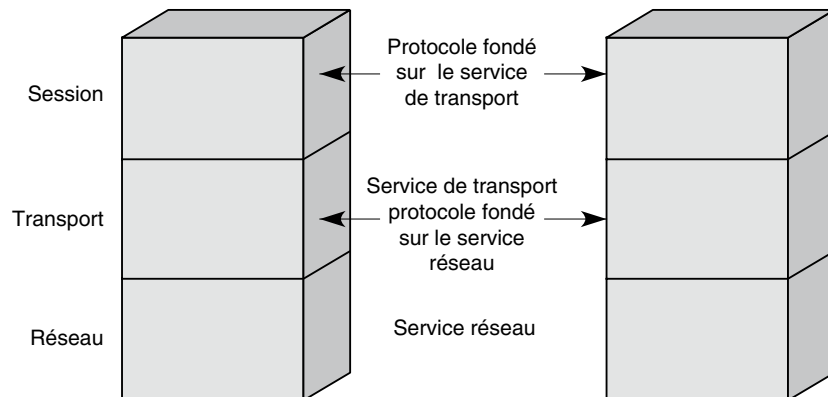 Protocole fondé
sur le service
de transport
Session
Service de transport
protocole fondé
sur le service
réseau
Transport
Service réseau
Réseau